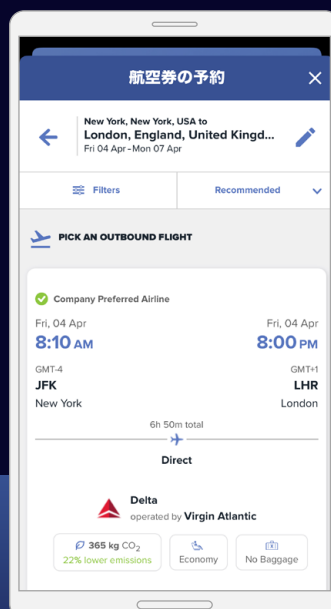 航空券の予約
New York, New York, USA to
London, England, United Kingd...
Fri 04 Apr-Mon 07 Apr
Filters
Recommended
PICK AN OUTBOUND FLIGHT
Company Preferred Airline
Fri, 04 Apr
Fri, 04 Apr
8:10 AM
8:00 PM
GMT-4
GMT+1
JFK
LHR
New York
London
6h 50m total
Direct
Delta
operated by Virgin Atlantic
365 kg CO₂
22% lower emissions
Economy
No Baggage